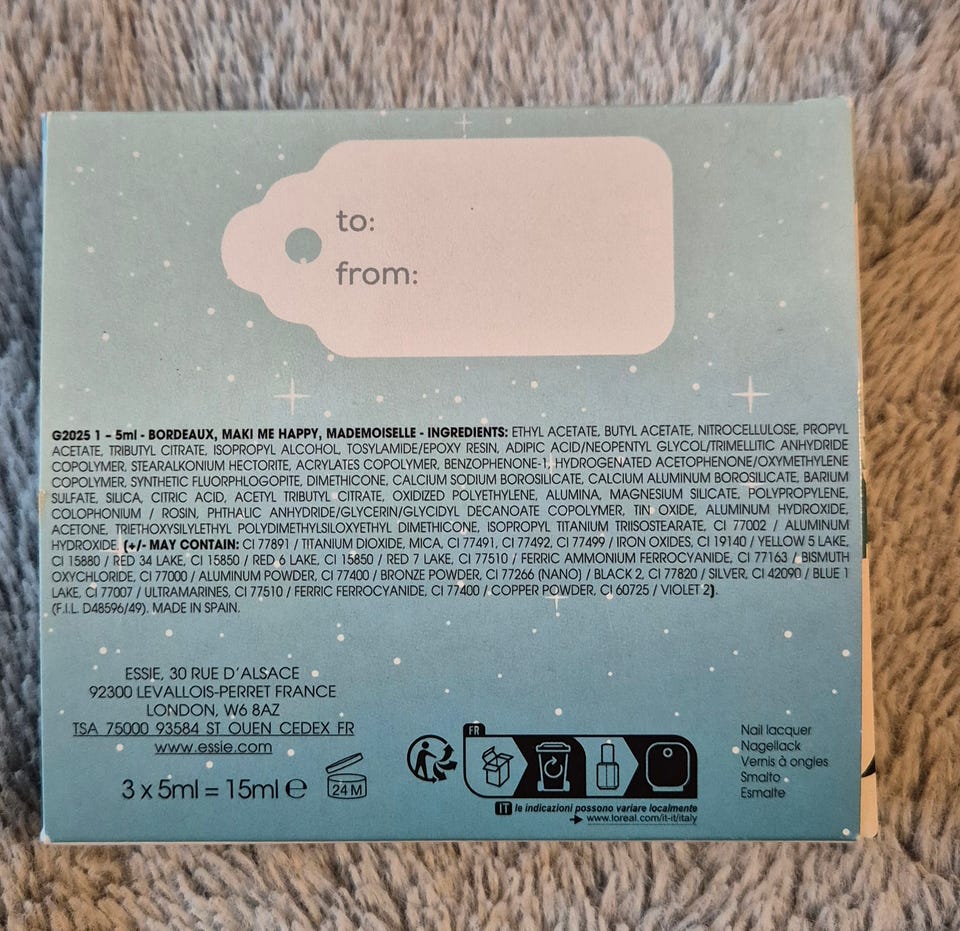 to:
from:
G2025 1 – 5ml - BORDEAUX, MAKI ME HAPPY, MADEMOISELLE - INGREDIENTS: ETHYL ACETATE, BUTYL ACETATE, NITROCELLULOSE, PROPYL
ACETATE, TRIBUTYL CITRATE, ISOPROPYL ALCOHOL, TOSYLAMIDE/EPOXY RESIN, ADIPIC ACID/NEOPENTYL GLYCOL/TRIMELLITIC ANHYDRIDE
COPOLYMER, STEARALKONIUM HECTORITE, ACRYLATES COPOLYMER, BENZOPHENONE-1, HYDROGENATED ACETOPHENONE/OXYMETHYLENE
COPOLYMER, SYNTHETIC FLUORPHLOGOPITE, DIMETHICONE, CALCIUM SODIUM BOROSILICATE, CALCIUM ALUMINUM BOROSILICATE, BARIUM
SULFATE, SILICA, CITRIC ACID, ACETYL TRIBUTYL CITRATE, OXIDIZED POLYETHYLENE, ALUMINA, MAGNESIUM SILICATE, POLYPROPYLENE,
COLOPHONIUM / ROSIN, PHTHALIC ANHYDRIDE/GLYCERIN/GLYCIDYL DECANOATE COPOLYMER, TIN OXIDE, ALUMINUM HYDROXIDE,
ACETONE, TRIETHOXYSILYLETHYL POLYDIMETHYLSILOXYETHYL DIMETHICONE, ISOPROPYL TITANIUM TRIISOSTEARATE, CI 77002 / ALUMINUM
HYDROXIDE. (+/- MAY CONTAIN: CI 77891 / TITANIUM DIOXIDE, MICA, CI 77491, CI 77492, CI 77499 / IRON OXIDES, CI 19140 / YELLOW 5 LAKE,
CI 15880 / RED 34 LAKE, CI 15850 / RED 6 LAKE, CI 15850 / RED 7 LAKE, CI 77510 / FERRIC AMMONIUM FERROCYANIDE, CI 77163 / BISMUTH
OXYCHLORIDE, CI 77000 / ALUMINUM POWDER, CI 77400 / BRONZE POWDER, CI 77266 (NANO) / BLACK 2, CI 77820 / SILVER, CI 42090 / BLUE 1
LAKE, CI 77007 / ULTRAMARINES, CI 77510 / FERRIC FERROCYANIDE, CI 77400 / COPPER POWDER, CI 60725 / VIOLET 2).
(F.I.L. D48596/49). MADE IN SPAIN.
ESSIE, 30 RUE D'ALSACE
92300 LEVALLOIS-PERRET FRANCE
LONDON, W6 8AZ
TSA 75000 93584 ST OUEN CEDEX FR
www.essie.com
3 x 5ml = 15ml ℮
24 M
FR
IT le indicazioni possono variare localmente
www.loreal.com/it-it/italy
Nail lacquer
Nagellack
Vernis à ongles
Smalto
Esmalte